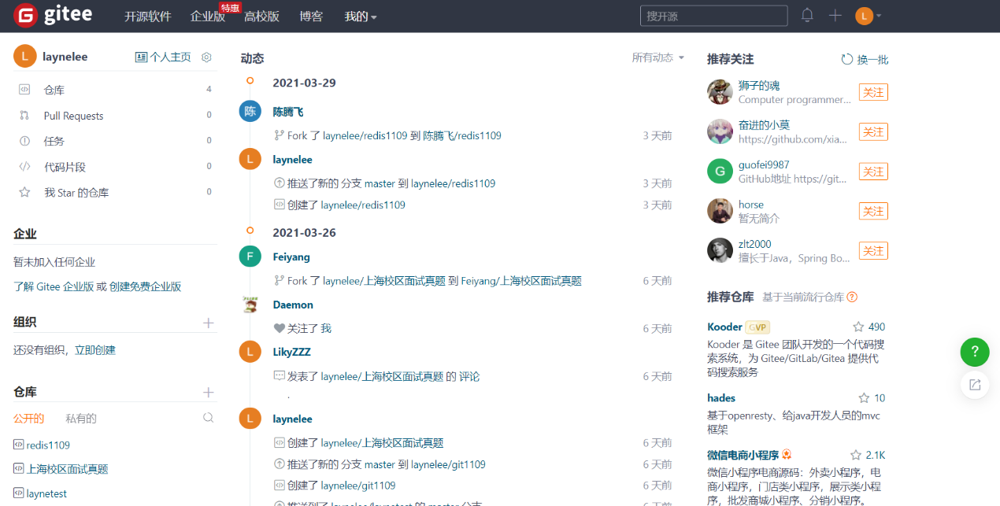 gitee 开源软件 企业版 特惠 高校版 博客 我的 搜开源 L
L laynelee 个人主页
仓库 4
Pull Requests 0
任务 0
代码片段 0
我 Star 的仓库 0
企业
暂未加入任何企业
了解 Gitee 企业版 或 创建免费企业版
组织
还没有组织，立即创建
仓库
公开的 私有的
redis1109
上海校区面试真题
laynetest
动态 所有动态
2021-03-29
陈 陈腾飞
Fork 了 laynelee/redis1109 到 陈腾飞/redis1109 3 天前
L laynelee
推送了新的 分支 master 到 laynelee/redis1109 3 天前
创建了 laynelee/redis1109 3 天前
2021-03-26
F Feiyang
Fork 了 laynelee/上海校区面试真题 到 Feiyang/上海校区面试真题 6 天前
Daemon
关注了 我 6 天前
L LikyZZZ
发表了 laynelee/上海校区面试真题 的 评论 6 天前
.
L laynelee
创建了 laynelee/上海校区面试真题 6 天前
推送了新的 分支 master 到 laynelee/git1109 6 天前
创建了 laynelee/git1109 6 天前
推送到了 laynelee/laynetest 的 master 分支 6 天前
推荐关注 换一批
狮子的魂 关注
Computer programmer...
奋进的小莫 关注
https://github.com/xia...
G guofei9987 关注
GitHub地址 https://git...
horse 关注
暂无简介
zlt2000 关注
擅长于Java，Spring Bo...
推荐仓库 基于当前流行仓库 ?
Kooder GVP 490
Kooder 是 Gitee 团队开发的一个代码搜
索系统，为 Gitee/GitLab/Gitea 提供代
码搜索服务
hades 10
基于openresty、给java开发人员的mvc
框架
微信电商小程序 2.1K
微信小程序电商源码：外卖小程序，电
商小程序，门店类小程序，展示类小程
序，批发商城小程序、分销小程序。
?